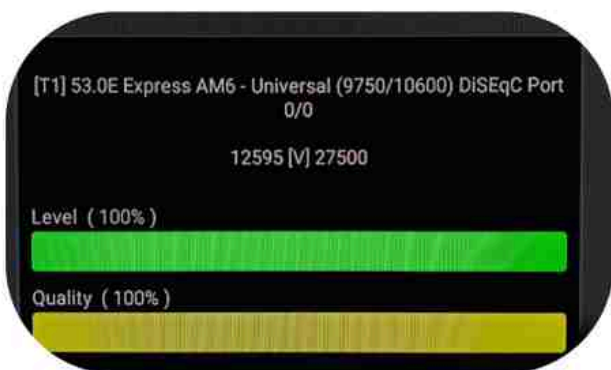 [T1] 53.0E Express AM6 - Universal (9750/10600) DiSEqC Port
0/0
12595 [V] 27500
Level ( 100% )
Quality ( 100% )